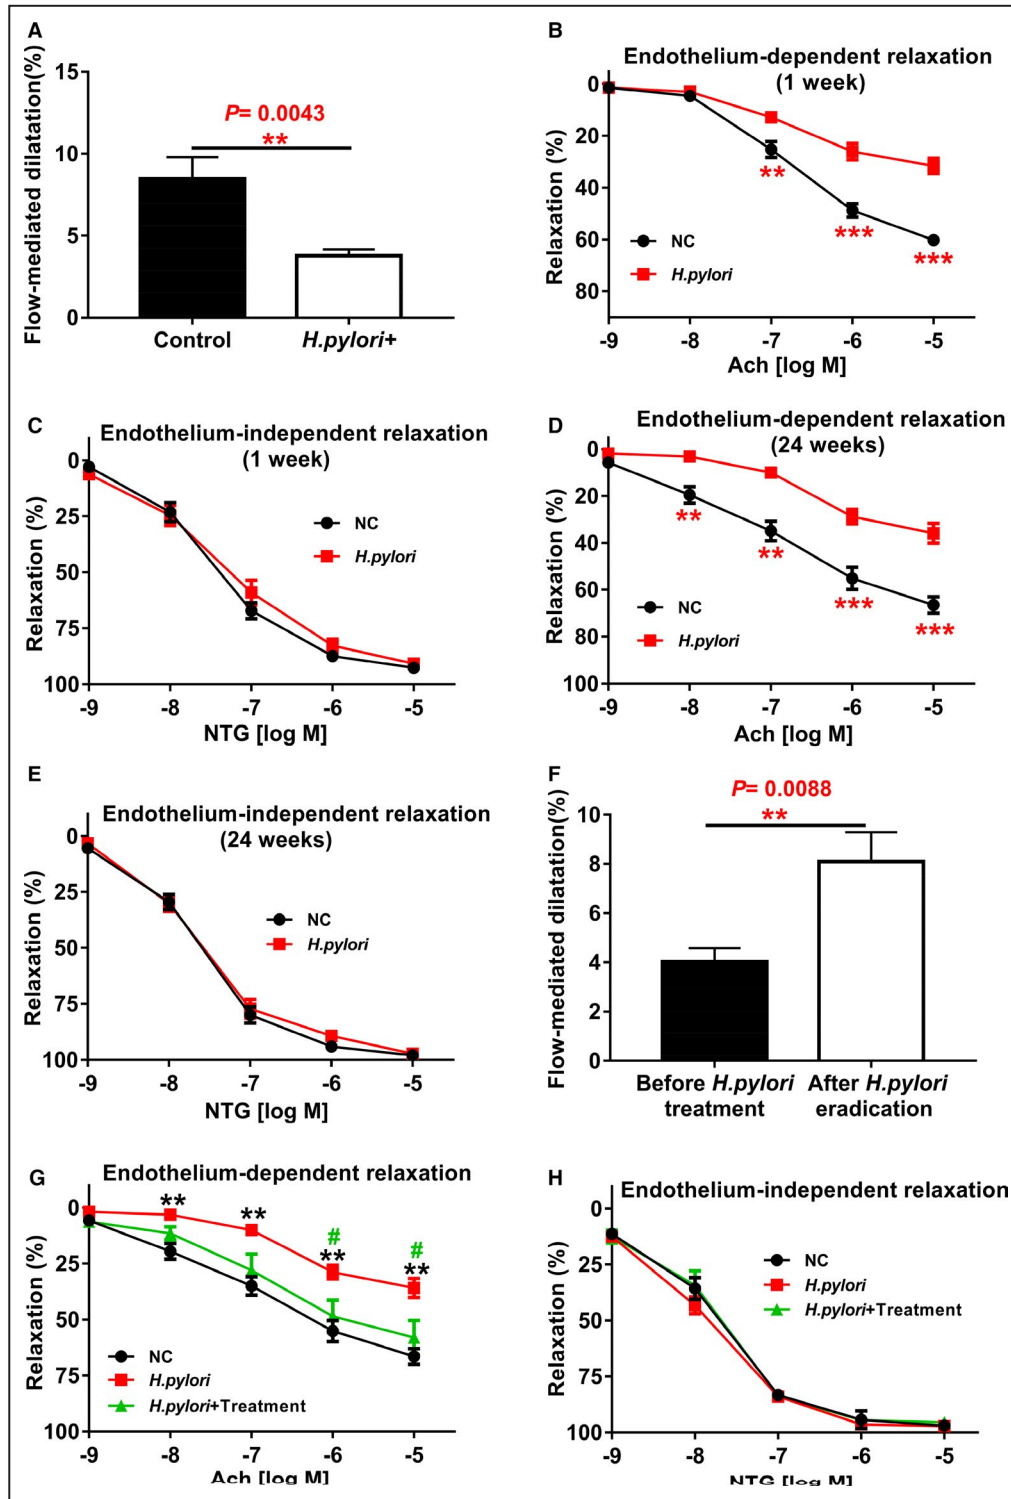 A
Flow-mediated dilatation(%)
15
10
5
0
P= 0.0043
**
Control
H.pylori+
B
Endothelium-dependent relaxation
(1 week)
Relaxation (%)
0
20
40
60
80
**
***
***
NC
H.pylori
-9 -8 -7 -6 -5
Ach [log M]
C
Endothelium-independent relaxation
(1 week)
Relaxation (%)
0
25
50
75
100
NC
H.pylori
-9 -8 -7 -6 -5
NTG [log M]
D
Endothelium-dependent relaxation
(24 weeks)
Relaxation (%)
0
20
40
60
80
100
**
**
***
***
NC
H.pylori
-9 -8 -7 -6 -5
Ach [log M]
E
Endothelium-independent relaxation
(24 weeks)
Relaxation (%)
0
25
50
75
100
NC
H.pylori
-9 -8 -7 -6 -5
NTG [log M]
F
P= 0.0088
**
Flow-mediated dilatation(%)
10
8
6
4
2
0
Before H.pylori
treatment
After H.pylori
eradication
G
Endothelium-dependent relaxation
Relaxation (%)
0
25
50
75
100
**
**
#
**
#
**
NC
H.pylori
H.pylori+Treatment
-9 -8 -7 -6 -5
Ach [log M]
H
Endothelium-independent relaxation
Relaxation (%)
0
25
50
75
100
NC
H.pylori
H.pylori+Treatment
-9 -8 -7 -6 -5
NTG [log M]